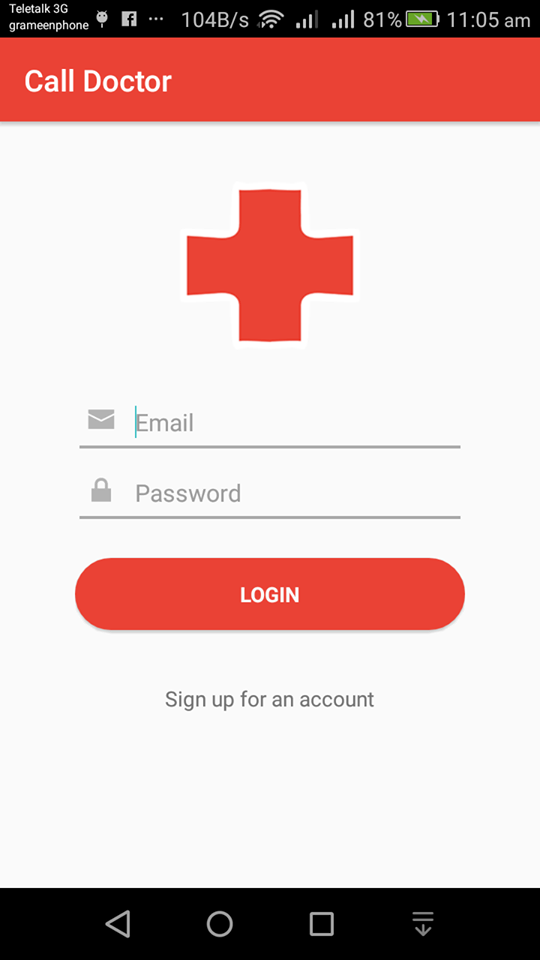 Teletalk 3G
grameenphone ··· 104B/s 81% 11:05 am
Call Doctor
Email
Password
LOGIN
Sign up for an account